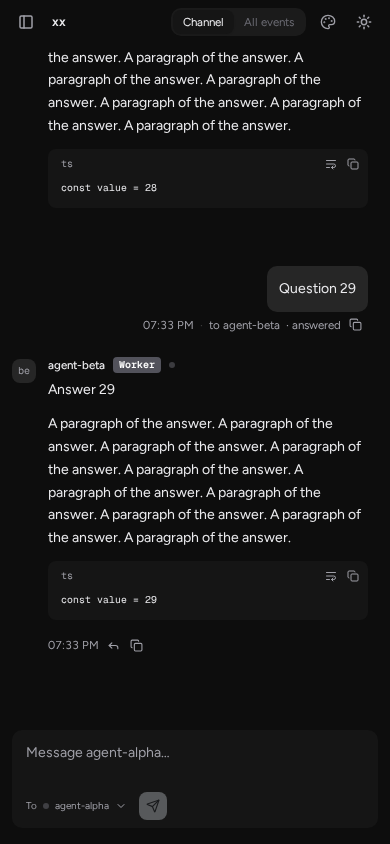 xx
Channel
All events
the answer. A paragraph of the answer. A
paragraph of the answer. A paragraph of the
answer. A paragraph of the answer. A paragraph of
the answer. A paragraph of the answer.
ts
const value = 28
Question 29
07:33 PM · to agent-beta · answered
be
agent-beta Worker
Answer 29
A paragraph of the answer. A paragraph of the
answer. A paragraph of the answer. A paragraph of
the answer. A paragraph of the answer. A
paragraph of the answer. A paragraph of the
answer. A paragraph of the answer. A paragraph of
the answer. A paragraph of the answer.
ts
const value = 29
07:33 PM
Message agent-alpha...
To agent-alpha